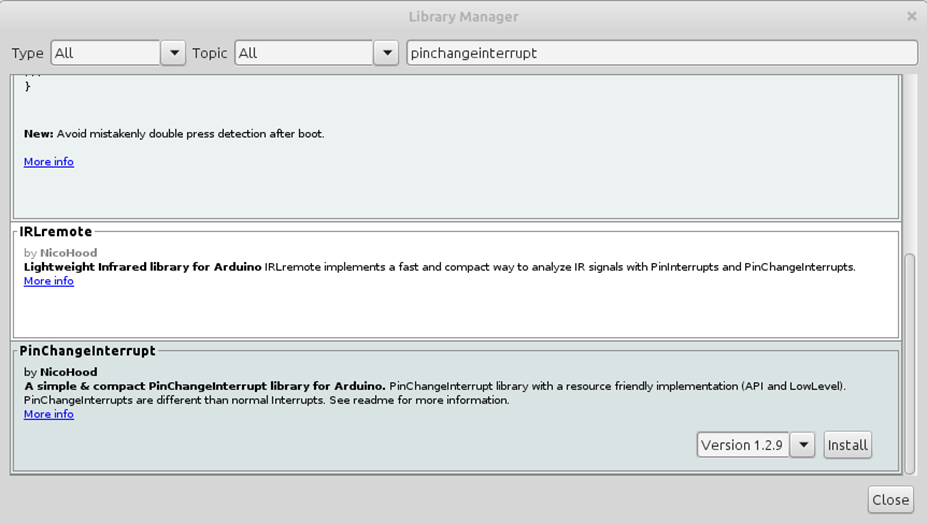 Library Manager
Type All Topic All pinchangeinterrupt
}
New: Avoid mistakenly double press detection after boot.
More info
IRLremote
by NicoHood
Lightweight Infrared library for Arduino IRLremote implements a fast and compact way to analyze IR signals with PinInterrupts and PinChangeInterrupts.
More info
PinChangeInterrupt
by NicoHood
A simple & compact PinChangeInterrupt library for Arduino. PinChangeInterrupt library with a resource friendly implementation (API and LowLevel).
PinChangeInterrupts are different than normal Interrupts. See readme for more information.
More info
Version 1.2.9 Install
Close